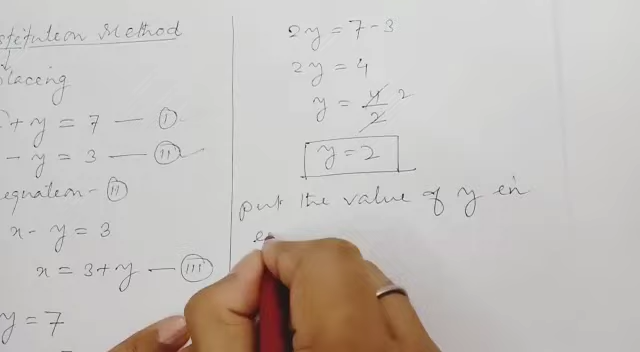 Method
+ y = 7 — I
- y = 3 — II
equation - II
x - y = 3
x = 3 + y — III
y = 7
2y = 7 - 3
2y = 4
y = 4/2 2
y = 2
put the value of y in